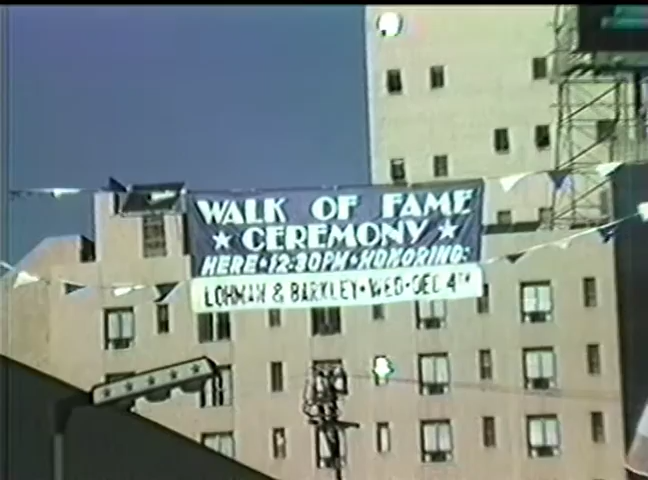 WALK OF FAME
★ CEREMONY ★
HERE•12:30PM•HONORING:
LOHMAN & BARKLEY•WED•DEC 4TH